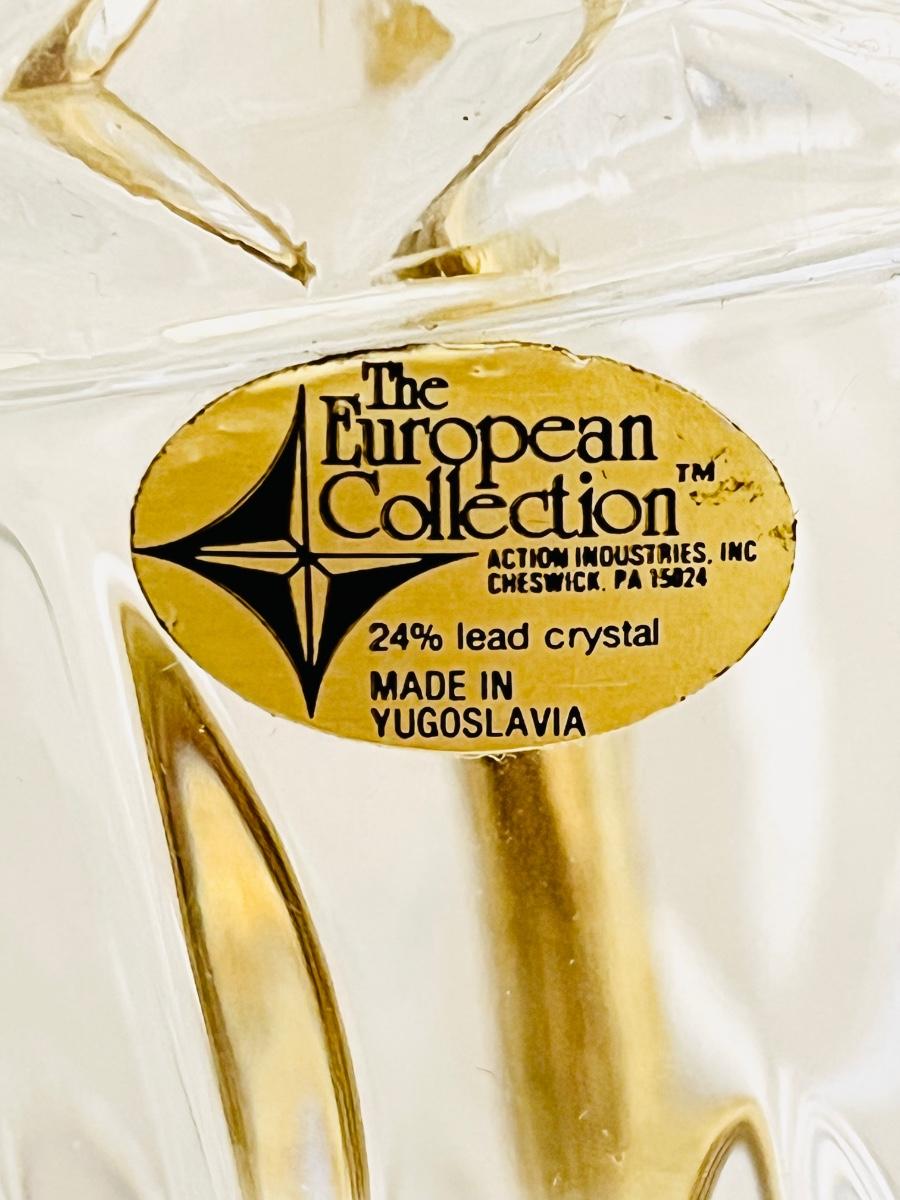 The
European
Collection™
ACTION INDUSTRIES, INC
CHESWICK, PA 15024
24% lead crystal
MADE IN
YUGOSLAVIA